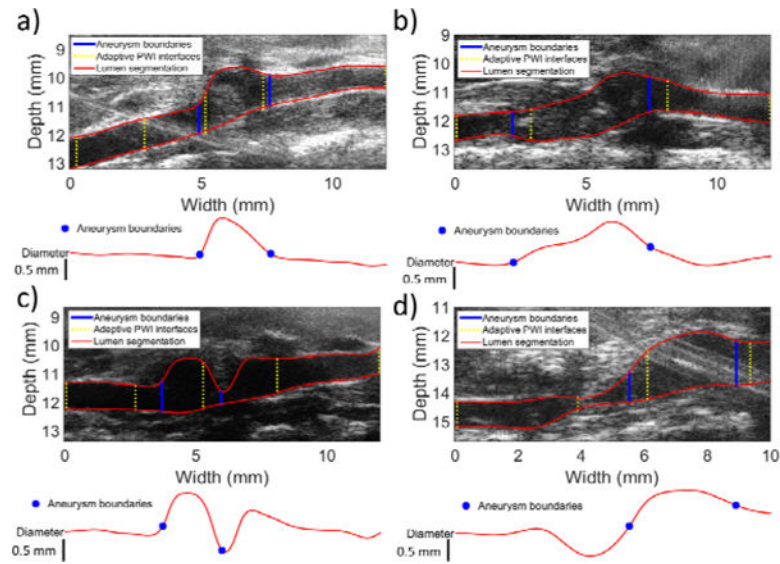 a)
8
9
10
11
12
13
Depth (mm)
Aneurysm boundaries
Adaptive PWI interfaces
Lumen segmentation
0
5
10
Width (mm)
Aneurysm boundaries
Diameter
0.5 mm
b)
9
10
11
12
13
Depth (mm)
Aneurysm boundaries
Adaptive PWI interfaces
Lumen segmentation
0
5
10
Width (mm)
Aneurysm boundaries
Diameter
0.5 mm
c)
9
10
11
12
13
Depth (mm)
Aneurysm boundaries
Adaptive PWI interfaces
Lumen segmentation
0
5
10
Width (mm)
Aneurysm boundaries
Diameter
0.5 mm
d)
11
12
13
14
15
Depth (mm)
Aneurysm boundaries
Adaptive PWI interfaces
Lumen segmentation
0
2
4
6
8
10
Width (mm)
Aneurysm boundaries
Diameter
0.5 mm